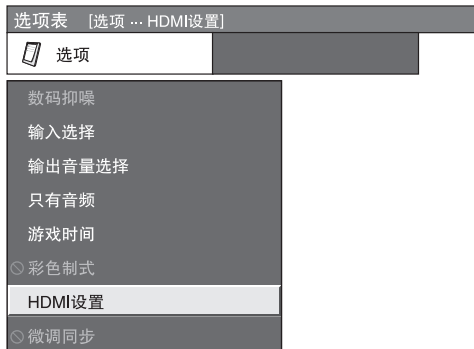 选项表 [选项 ... HDMI设置]
选项
数码抑噪
输入选择
输出音量选择
只有音频
游戏时间
彩色制式
HDMI设置
微调同步